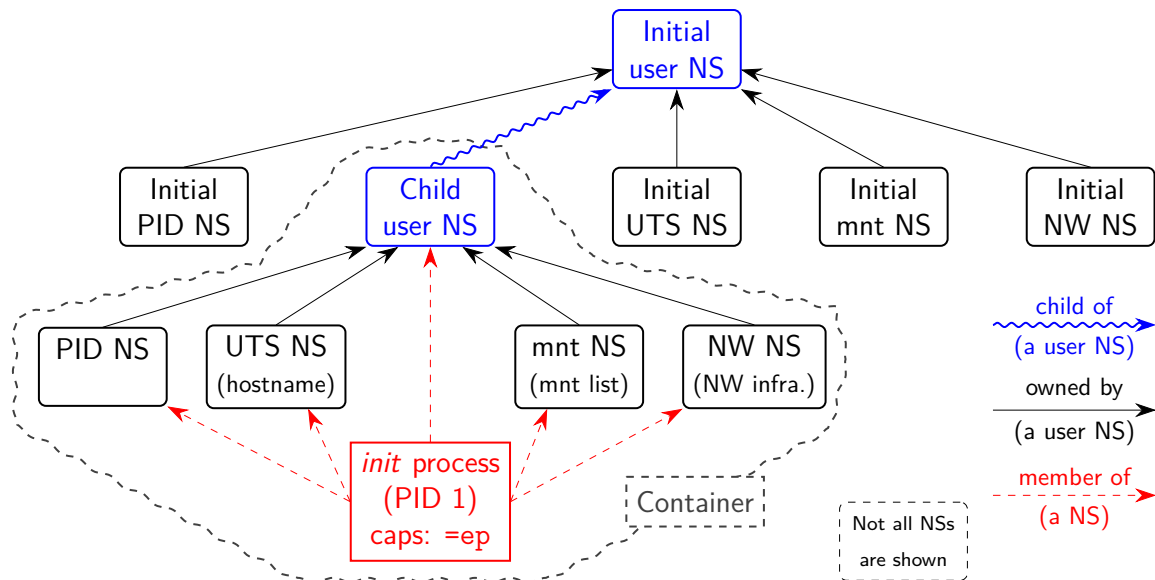 Initial
user NS
Initial
PID NS
Child
user NS
Initial
UTS NS
Initial
mnt NS
Initial
NW NS
PID NS
UTS NS
(hostname)
mnt NS
(mnt list)
NW NS
(NW infra.)
init process
(PID 1)
caps: =ep
Container
Not all NSs
are shown
child of
(a user NS)
owned by
(a user NS)
member of
(a NS)